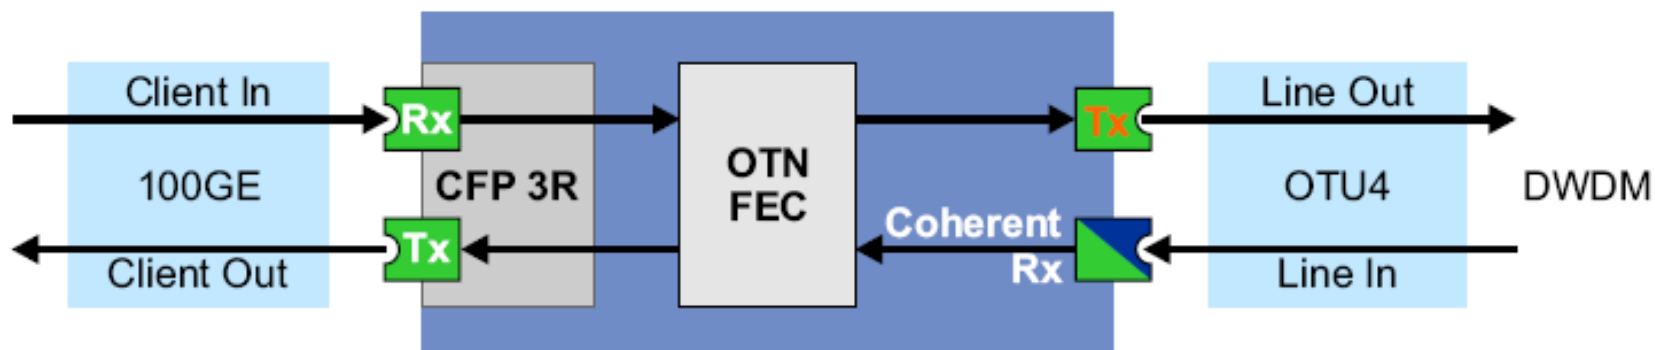 Client In
Line Out
Rx
Tx
100GE
CFP 3R
OTN
FEC
OTU4
DWDM
Coherent
Rx
Tx
Client Out
Line In